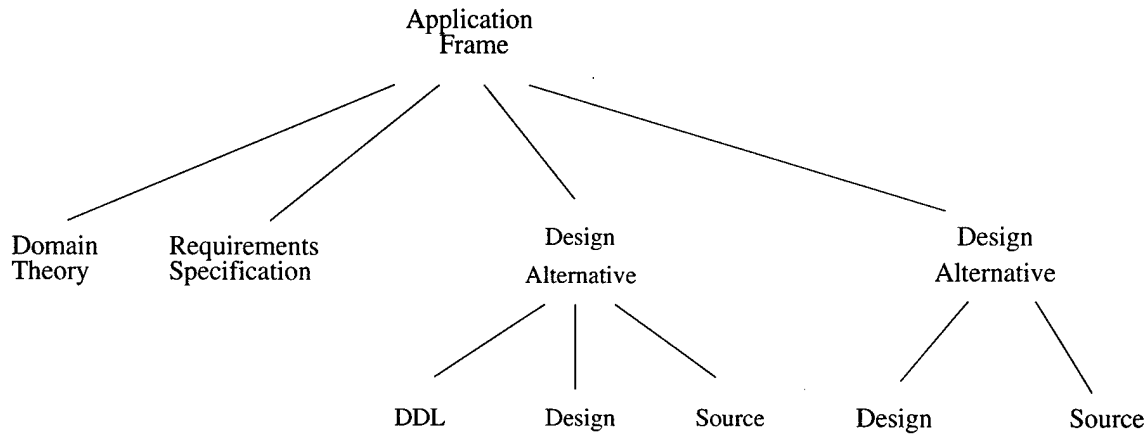 Application
Frame
Domain
Theory
Requirements
Specification
Design
Alternative
Design
Alternative
DDL
Design
Source
Design
Source